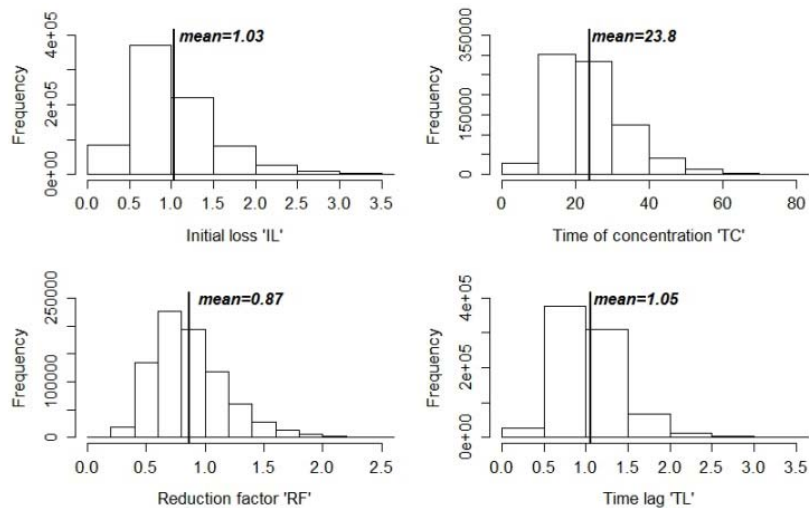 mean=1.03
Frequency
0e+00 2e+05 4e+05
0.0 0.5 1.0 1.5 2.0 2.5 3.0 3.5
Initial loss 'IL'
mean=23.8
Frequency
0 150000 350000
0 20 40 60 80
Time of concentration 'TC'
mean=0.87
Frequency
0 100000 250000
0.0 0.5 1.0 1.5 2.0 2.5
Reduction factor 'RF'
mean=1.05
Frequency
0e+00 2e+05 4e+05
0.0 0.5 1.0 1.5 2.0 2.5 3.0 3.5
Time lag 'TL'